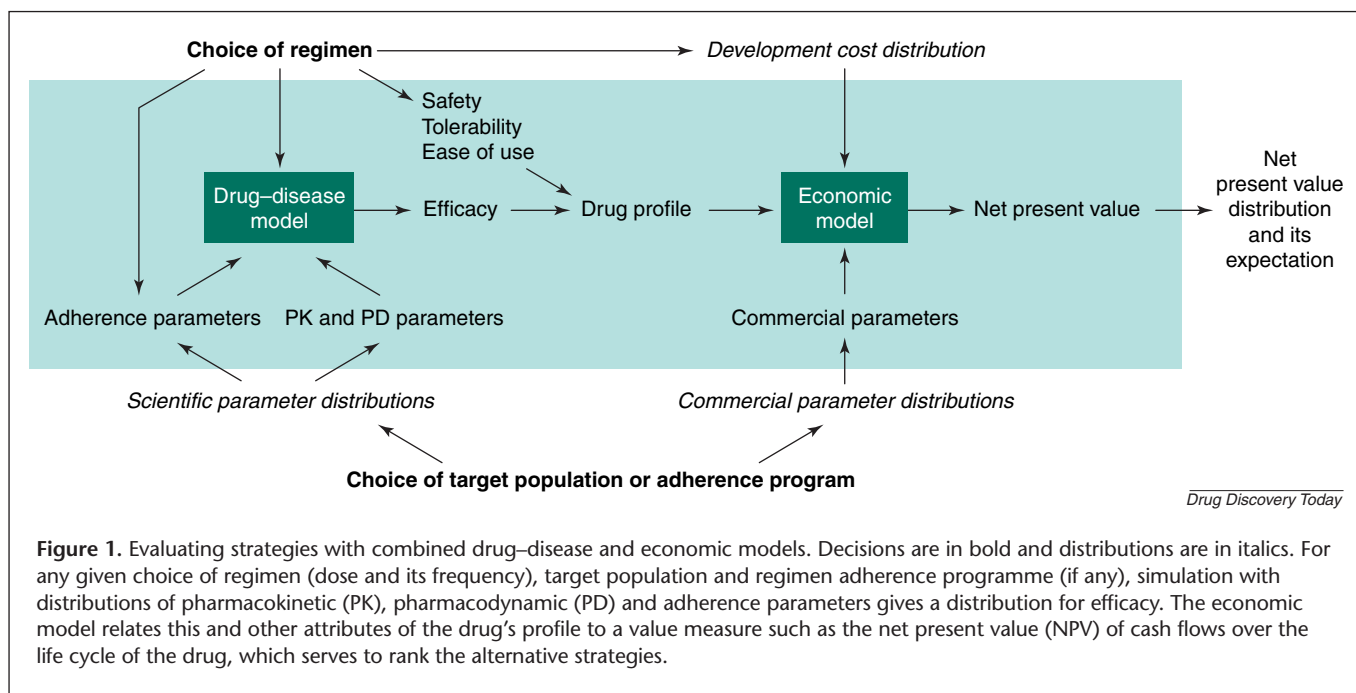 Choice of regimen
Development cost distribution
Safety
Tolerability
Ease of use
Drug–disease
model
Efficacy
Drug profile
Economic
model
Net present value
Net
present value
distribution
and its
expectation
Adherence parameters
PK and PD parameters
Commercial parameters
Scientific parameter distributions
Commercial parameter distributions
Choice of target population or adherence program
Drug Discovery Today
Figure 1. Evaluating strategies with combined drug–disease and economic models. Decisions are in bold and distributions are in italics. For
any given choice of regimen (dose and its frequency), target population and regimen adherence programme (if any), simulation with
distributions of pharmacokinetic (PK), pharmacodynamic (PD) and adherence parameters gives a distribution for efficacy. The economic
model relates this and other attributes of the drug’s profile to a value measure such as the net present value (NPV) of cash flows over the
life cycle of the drug, which serves to rank the alternative strategies.